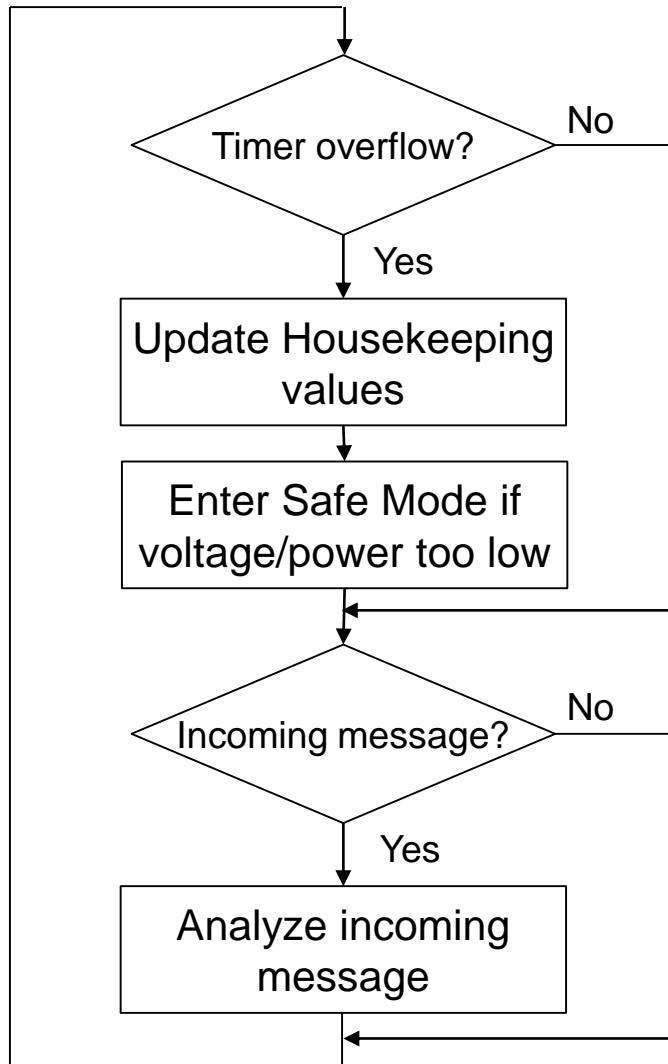 Timer overflow?
No
Yes
Update Housekeeping
values
Enter Safe Mode if
voltage/power too low
Incoming message?
No
Yes
Analyze incoming
message